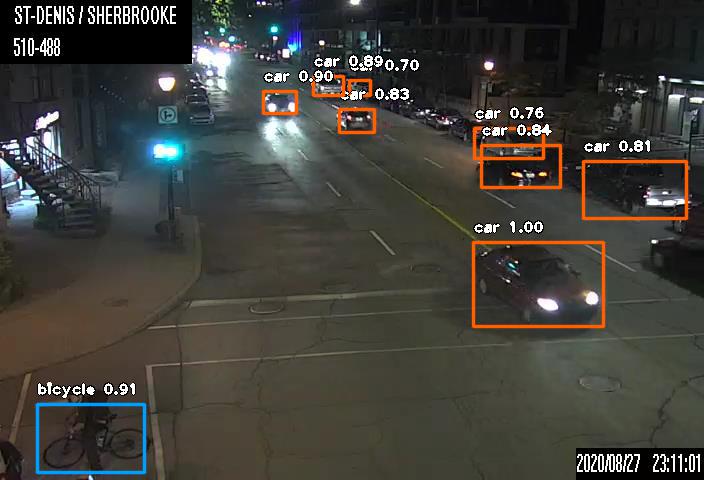 ST-DENIS / SHERBROOKE
510-488
car 0.89
car 0.70
car 0.90
car 0.83
car 0.76
car 0.84
car 0.81
car 1.00
bicycle 0.91
2020/08/27 23:11:01